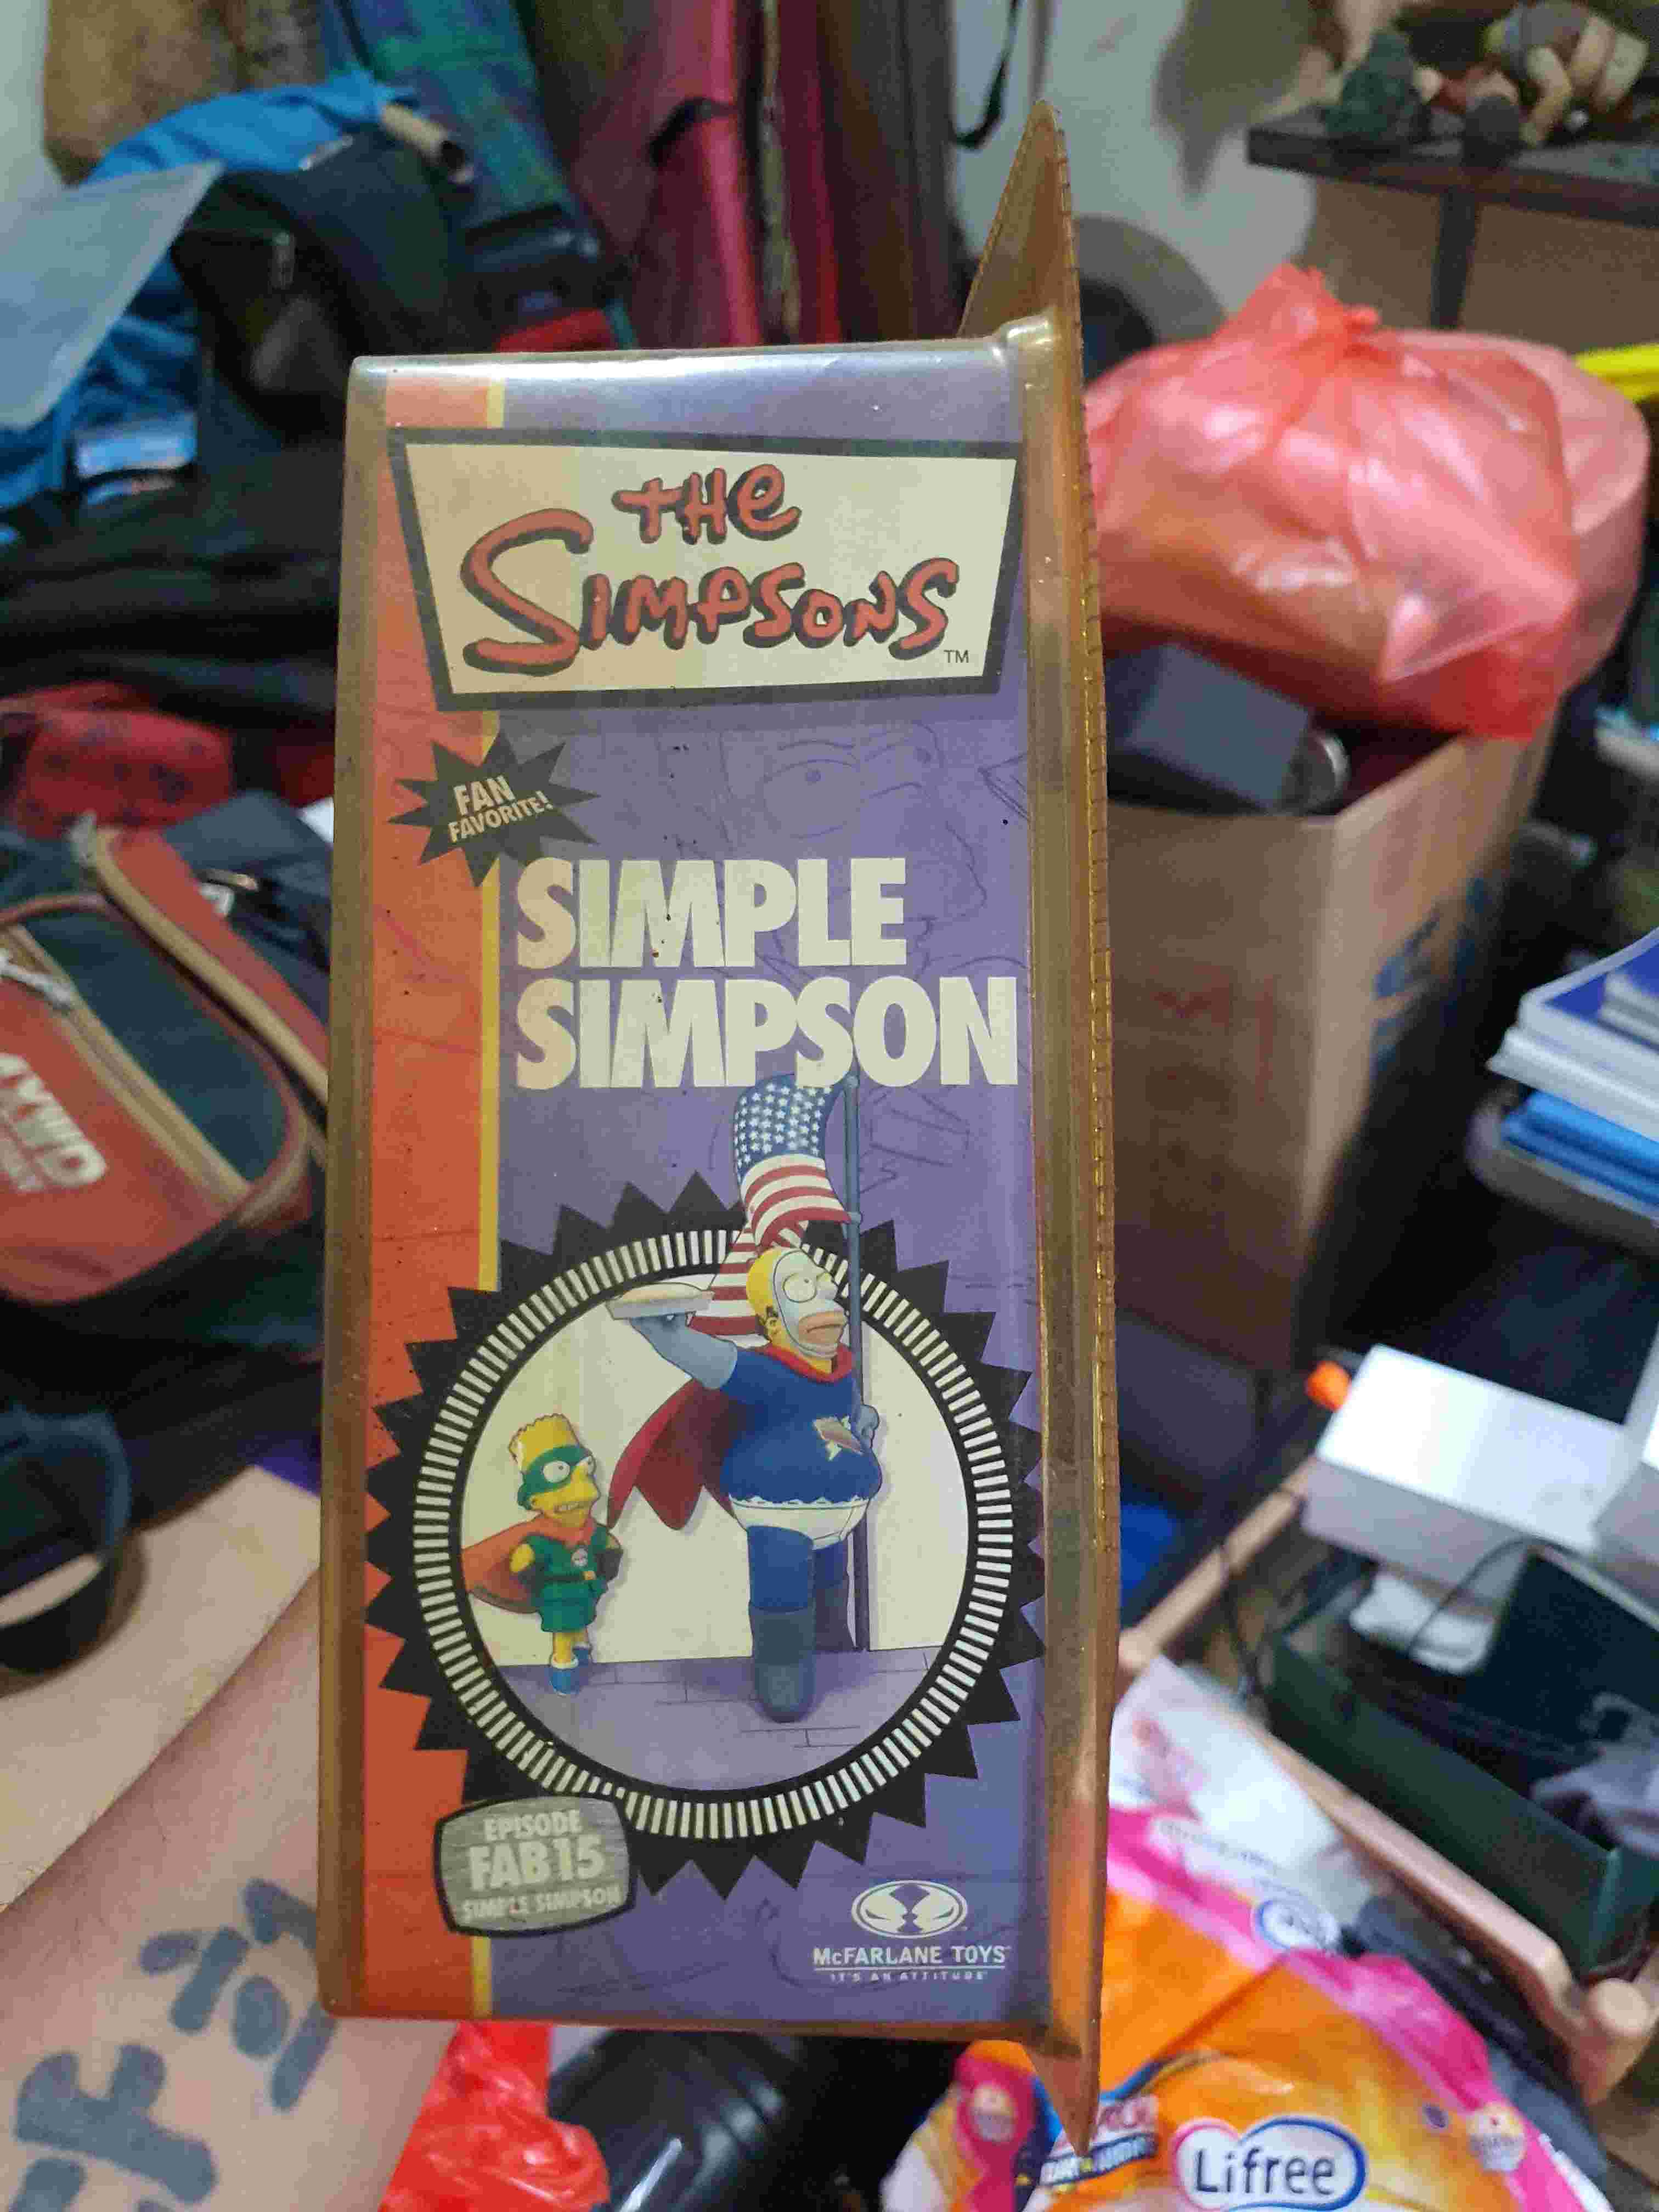 THE
SIMPSONS
TM
FAN
FAVORITE!
SIMPLE
SIMPSON
EPISODE
FAB15
SIMPLE SIMPSON
McFARLANE TOYS
IT'S AN ATTITUDE
Lifree